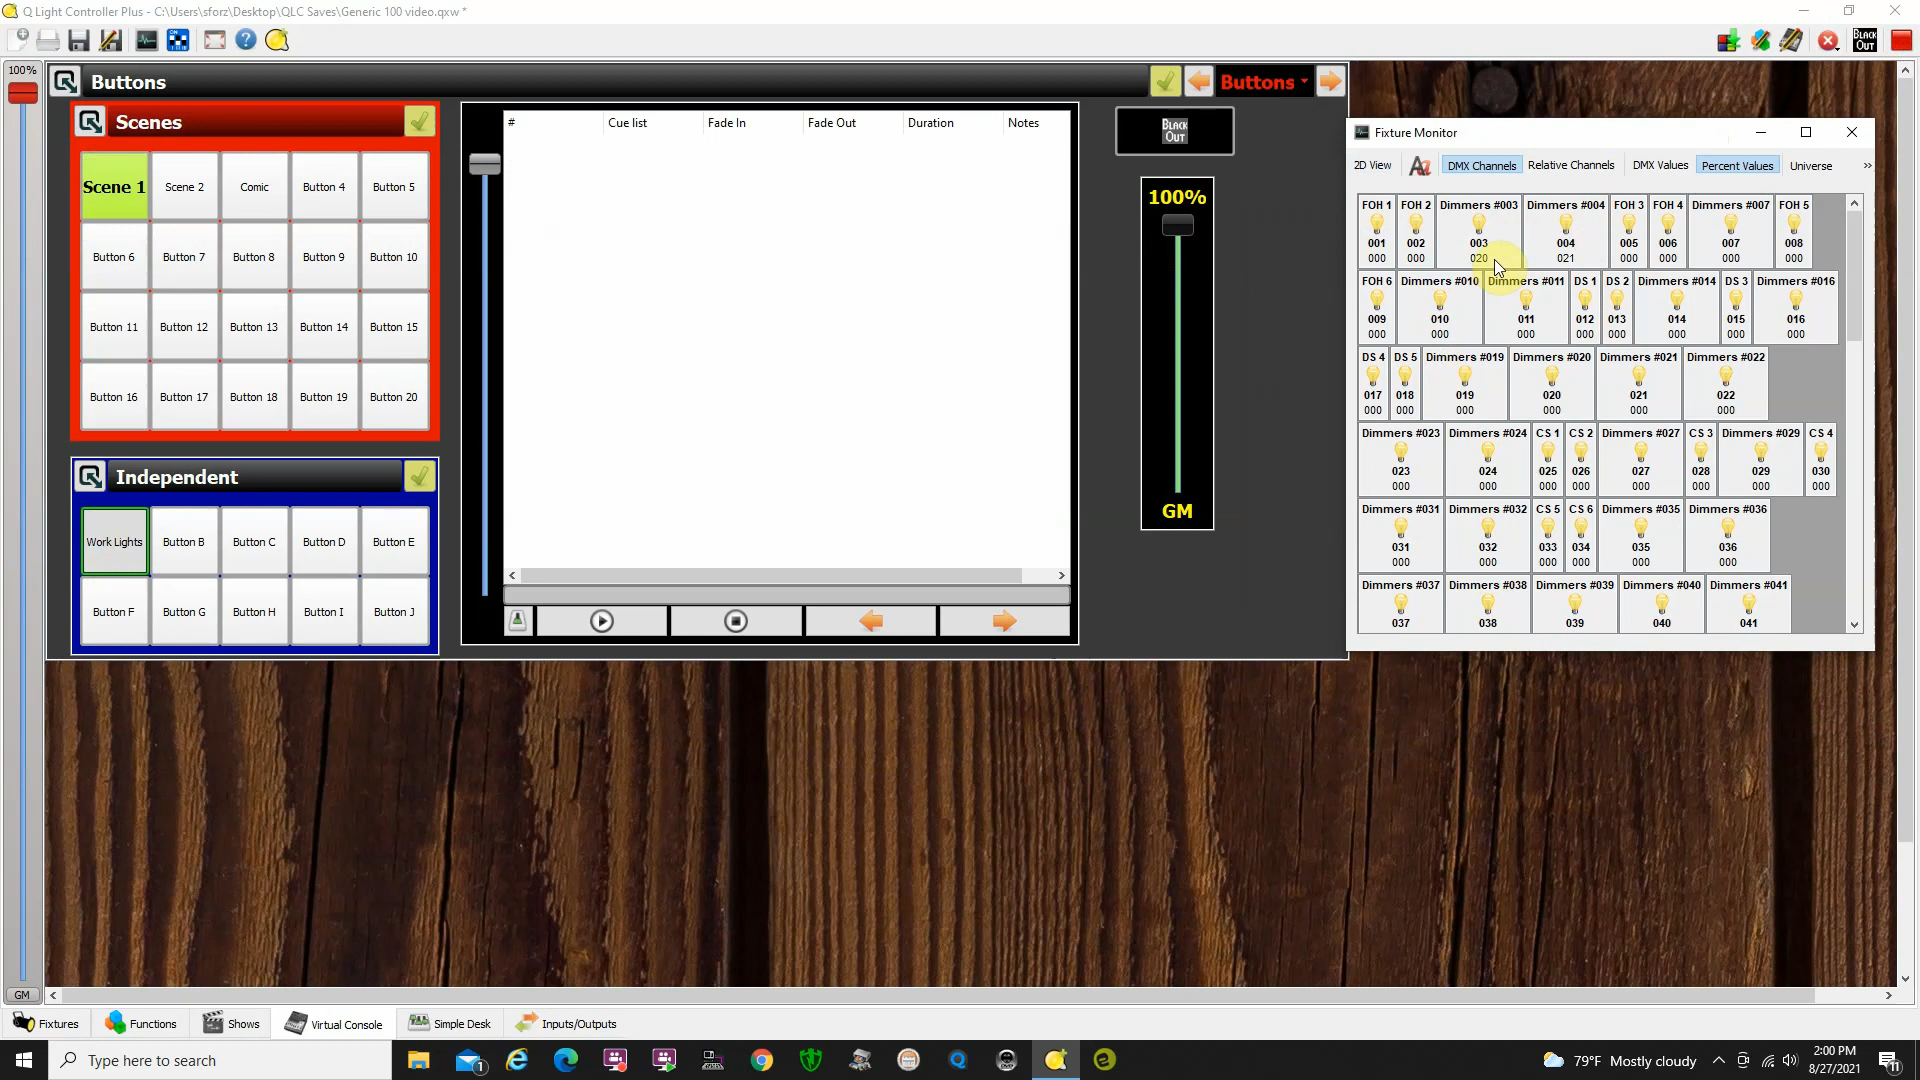 Q Light Controller Plus - C:\Users\sforz\Desktop\QLC Saves\Generic 100 video.qxw *
ON
BLACK OUT
100%
Buttons
Buttons
Scenes
Scene 1 Scene 2 Comic Button 4 Button 5
Button 6 Button 7 Button 8 Button 9 Button 10
Button 11 Button 12 Button 13 Button 14 Button 15
Button 16 Button 17 Button 18 Button 19 Button 20
Independent
Work Lights Button B Button C Button D Button E
Button F Button G Button H Button I Button J
# Cue list Fade In Fade Out Duration Notes
BLACK OUT
100%
GM
Fixture Monitor
2D View DMX Channels Relative Channels DMX Values Percent Values Universe »
FOH 1 FOH 2 Dimmers #003 Dimmers #004 FOH 3 FOH 4 Dimmers #007 FOH 5
001 002 003 004 005 006 007 008
000 000 020 021 000 000 000 000
FOH 6 Dimmers #010 Dimmers #011 DS 1 DS 2 Dimmers #014 DS 3 Dimmers #016
009 010 011 012 013 014 015 016
000 000 000 000 000 000 000 000
DS 4 DS 5 Dimmers #019 Dimmers #020 Dimmers #021 Dimmers #022
017 018 019 020 021 022
000 000 000 000 000 000
Dimmers #023 Dimmers #024 CS 1 CS 2 Dimmers #027 CS 3 Dimmers #029 CS 4
023 024 025 026 027 028 029 030
000 000 000 000 000 000 000 000
Dimmers #031 Dimmers #032 CS 5 CS 6 Dimmers #035 Dimmers #036
031 032 033 034 035 036
000 000 000 000 000 000
Dimmers #037 Dimmers #038 Dimmers #039 Dimmers #040 Dimmers #041
037 038 039 040 041
GM
Fixtures Functions Shows Virtual Console Simple Desk Inputs/Outputs
Type here to search
1
79°F Mostly cloudy
2:00 PM
8/27/2021
11